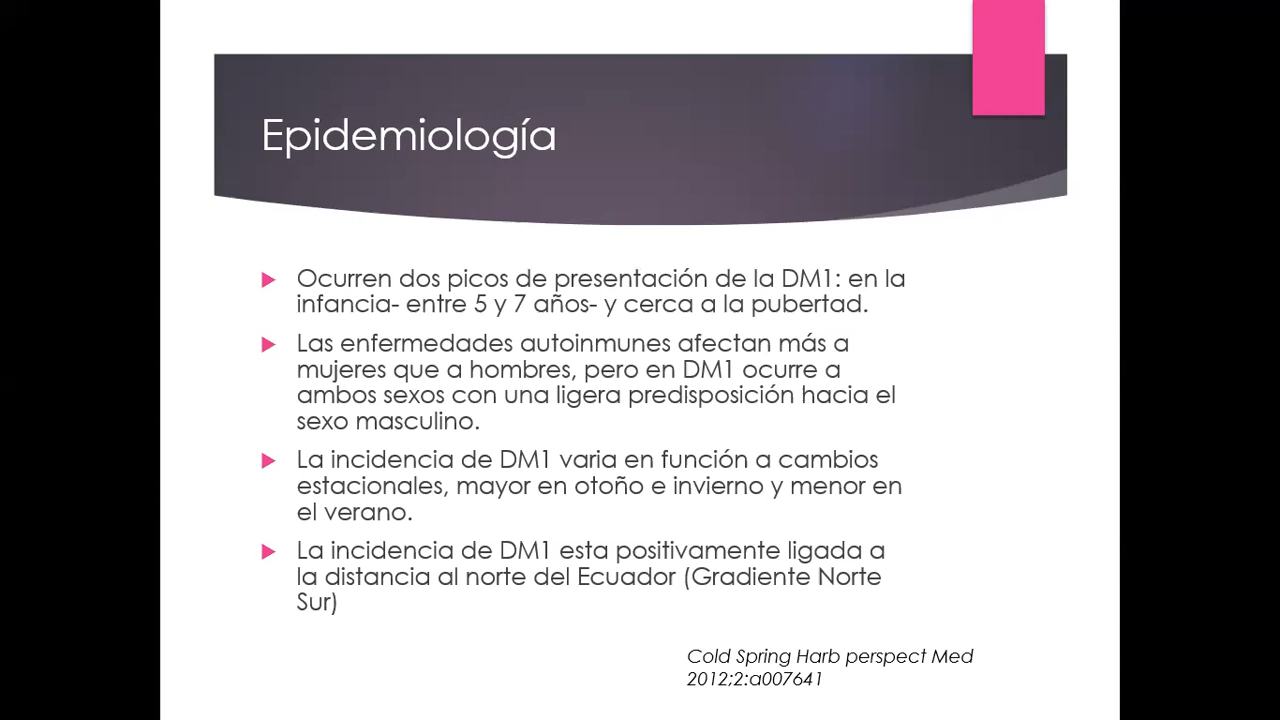 Epidemiología
Ocurren dos picos de presentación de la DM1: en la
infancia- entre 5 y 7 años- y cerca a la pubertad.
Las enfermedades autoinmunes afectan más a
mujeres que a hombres, pero en DM1 ocurre a
ambos sexos con una ligera predisposición hacia el
sexo masculino.
La incidencia de DM1 varia en función a cambios
estacionales, mayor en otoño e invierno y menor en
el verano.
La incidencia de DM1 esta positivamente ligada a
la distancia al norte del Ecuador (Gradiente Norte
Sur)
Cold Spring Harb perspect Med
2012;2:a007641